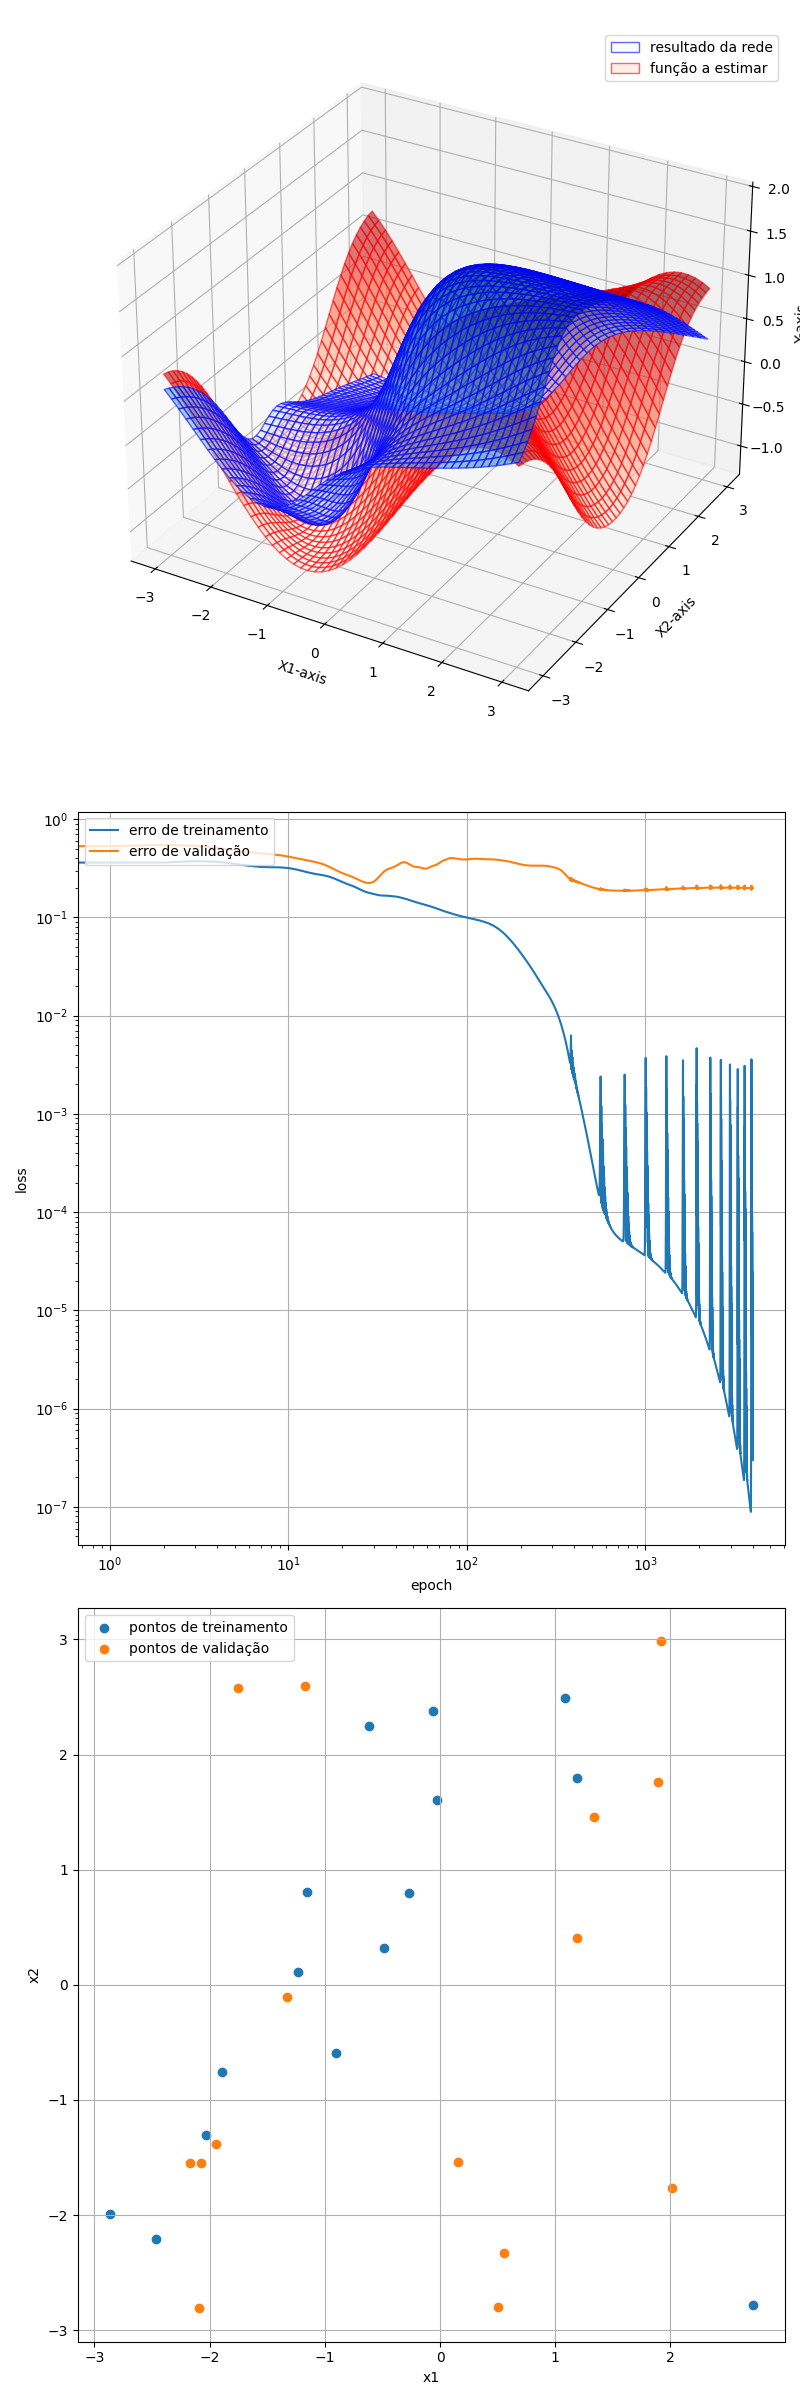 resultado da rede
função a estimar
2.0
1.5
1.0
0.5
0.0
−0.5
−1.0
−3
−2
−1
0
1
2
3
X1-axis
−3
−2
−1
0
1
2
3
X2-axis
erro de treinamento
erro de validação
10⁰
10⁻¹
10⁻²
10⁻³
10⁻⁴
10⁻⁵
10⁻⁶
10⁻⁷
loss
10⁰ 10¹ 10² 10³
epoch
pontos de treinamento
pontos de validação
3
2
1
0
−1
−2
−3
x2
−3 −2 −1 0 1 2
x1